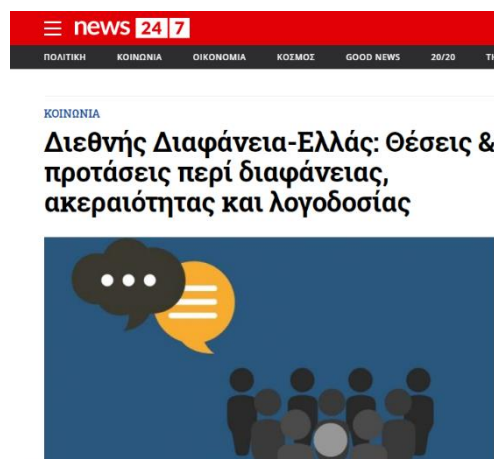 news 24 7
ΠΟΛΙΤΙΚΗ ΚΟΙΝΩΝΙΑ ΟΙΚΟΝΟΜΙΑ ΚΟΣΜΟΣ GOOD NEWS 20/20
ΚΟΙΝΩΝΙΑ
Διεθνής Διαφάνεια-Ελλάς: Θέσεις &
προτάσεις περί διαφάνειας,
ακεραιότητας και λογοδοσίας